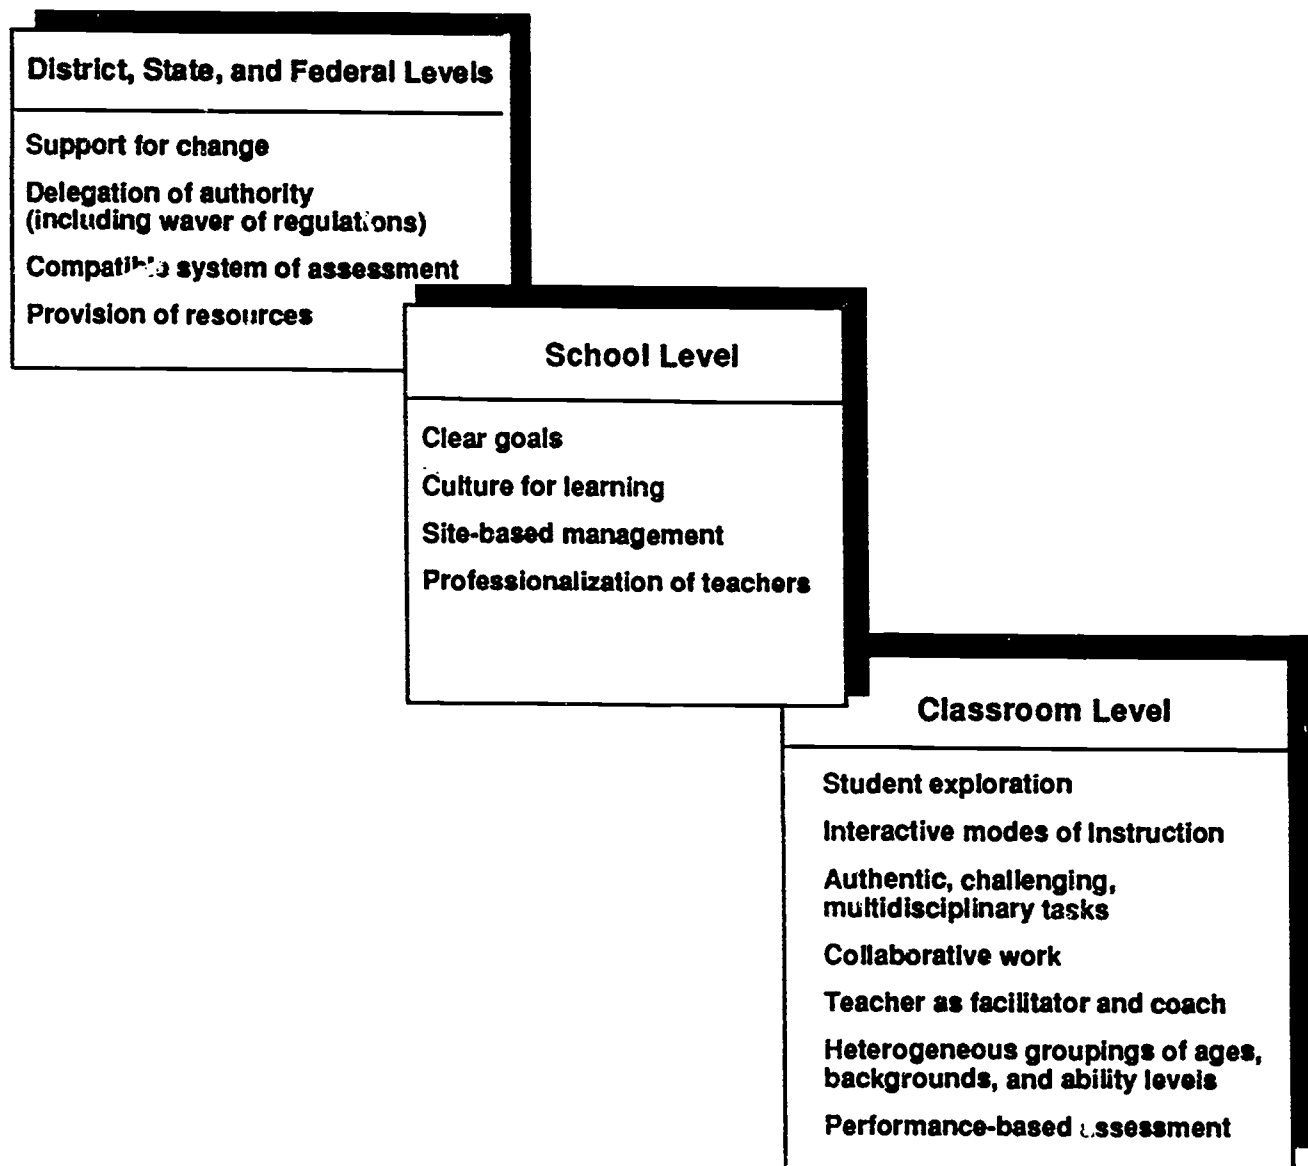 District, State, and Federal Levels
Support for change
Delegation of authority
(including waver of regulations)
Compatible system of assessment
Provision of resources
School Level
Clear goals
Culture for learning
Site-based management
Professionalization of teachers
Classroom Level
Student exploration
Interactive modes of Instruction
Authentic, challenging,
multidisciplinary tasks
Collaborative work
Teacher as facilitator and coach
Heterogeneous groupings of ages,
backgrounds, and ability levels
Performance-based assessment